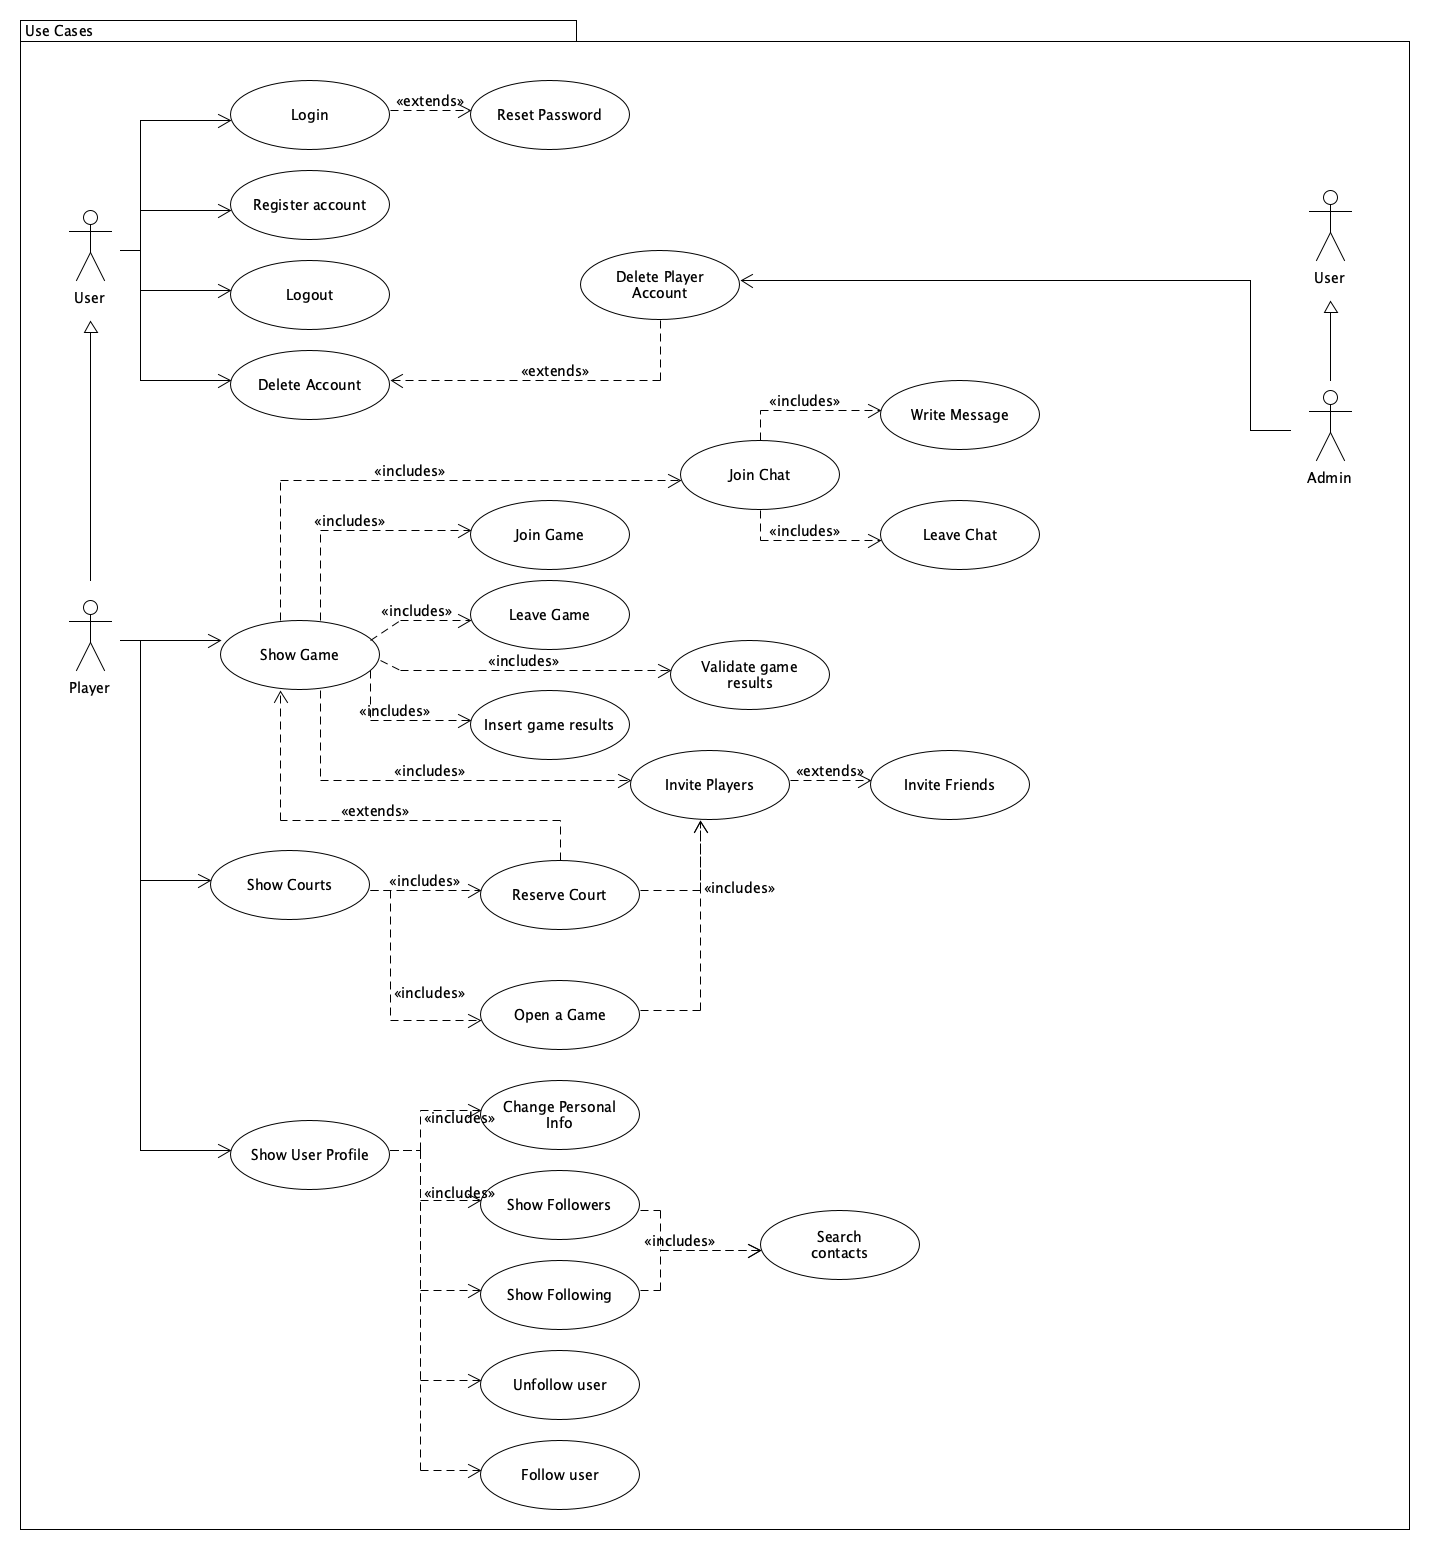 Use Cases
Login
«extends»
Reset Password
Register account
User
Logout
Delete Account
«extends»
Delete Player
Account
User
Admin
«includes»
Write Message
«includes»
Join Chat
«includes»
Leave Chat
«includes»
Join Game
«includes»
Leave Game
Player
Show Game
«includes»
Validate game
results
«includes»
Insert game results
«includes»
Invite Players
«extends»
Invite Friends
«extends»
Show Courts
«includes»
Reserve Court
«includes»
«includes»
Open a Game
Change Personal
Info
«includes»
Show User Profile
«includes»
Show Followers
«includes»
Search
contacts
Show Following
Unfollow user
Follow user